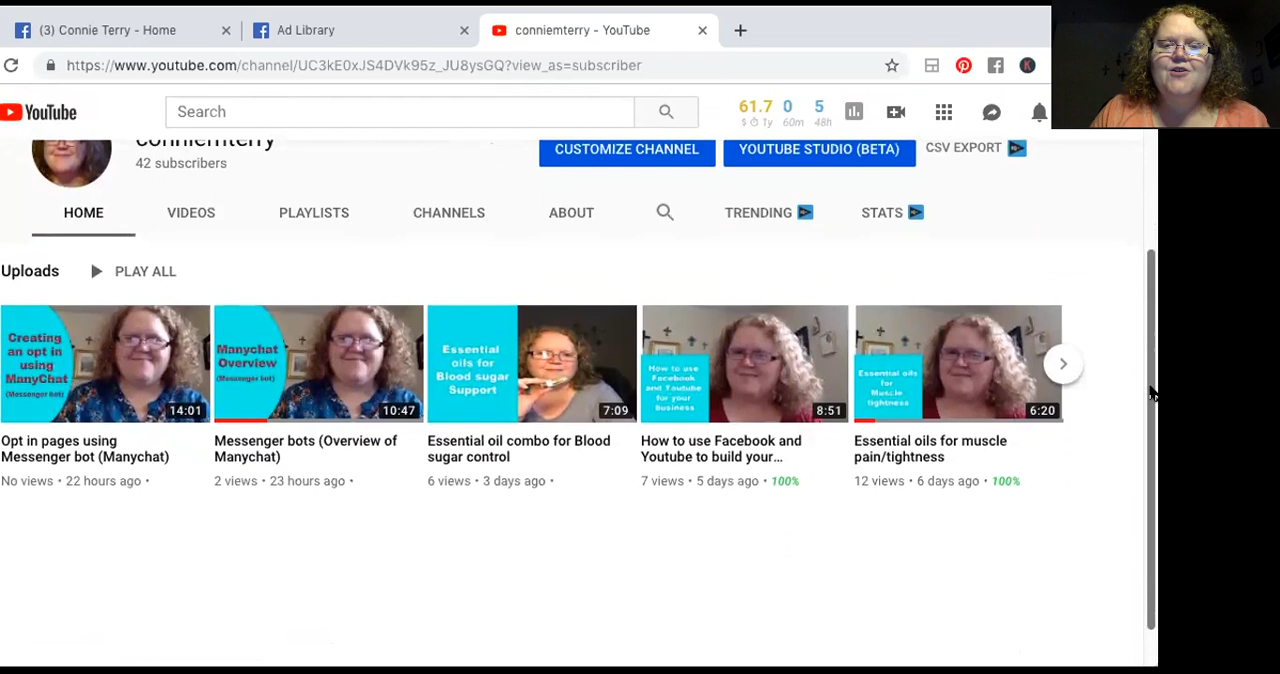 (3) Connie Terry - Home
Ad Library
conniemterry - YouTube
https://www.youtube.com/channel/UC3kE0xJS4DVk95z_JU8ysGQ?view_as=subscriber
YouTube
Search
61.7 0 5
$ 1y 60m 48h
conniemterry
42 subscribers
CUSTOMIZE CHANNEL
YOUTUBE STUDIO (BETA)
CSV EXPORT
HOME VIDEOS PLAYLISTS CHANNELS ABOUT TRENDING STATS
Uploads PLAY ALL
Creating
an opt in
using
ManyChat
(Messenger bot)
14:01
Manychat
Overview
(Messenger bot)
10:47
Essential
oils for
Blood sugar
Support
7:09
How to use
Facebook
and Youtube
for your
Business
8:51
Essential oils
for
Muscle
tightness
6:20
Opt in pages using
Messenger bot (Manychat)
No views • 22 hours ago •
Messenger bots (Overview of
Manychat)
2 views • 23 hours ago •
Essential oil combo for Blood
sugar control
6 views • 3 days ago •
How to use Facebook and
Youtube to build your...
7 views • 5 days ago • 100%
Essential oils for muscle
pain/tightness
12 views • 6 days ago • 100%